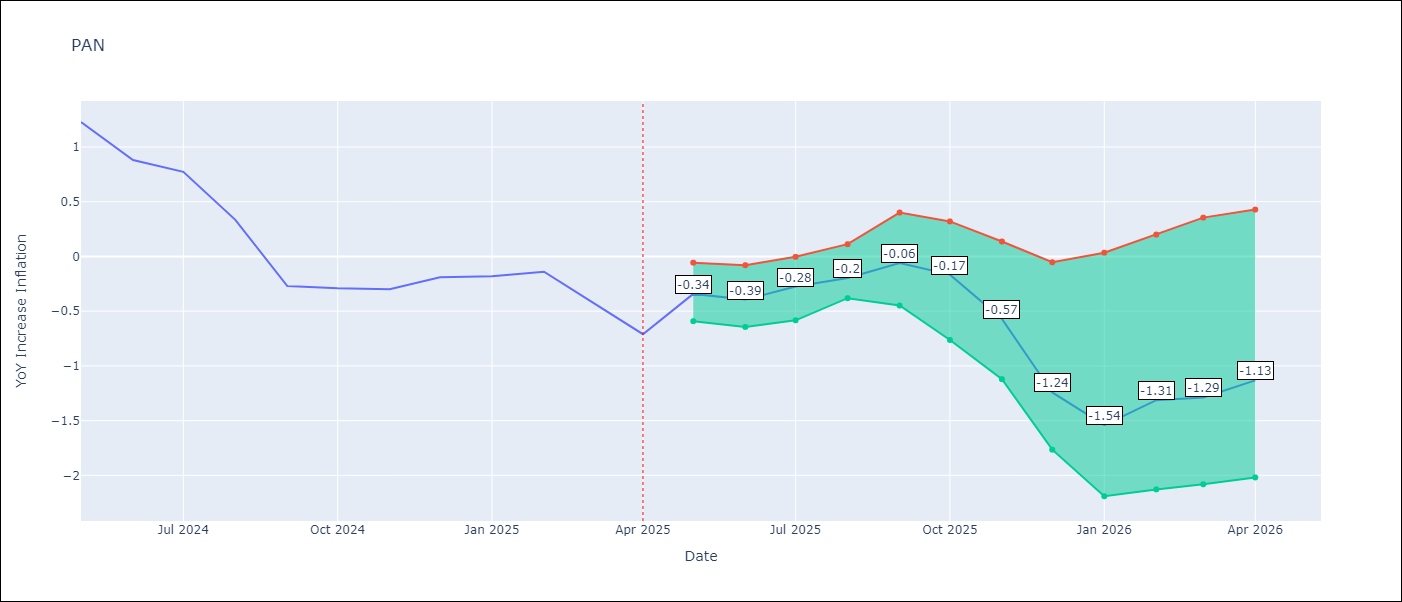 PAN
YoY Increase Inflation
1
0.5
0
−0.5
−1
−1.5
−2
-0.34
-0.39
-0.28
-0.2
-0.06
-0.17
-0.57
-1.24
-1.54
-1.31
-1.29
-1.13
Jul 2024
Oct 2024
Jan 2025
Apr 2025
Jul 2025
Oct 2025
Jan 2026
Apr 2026
Date